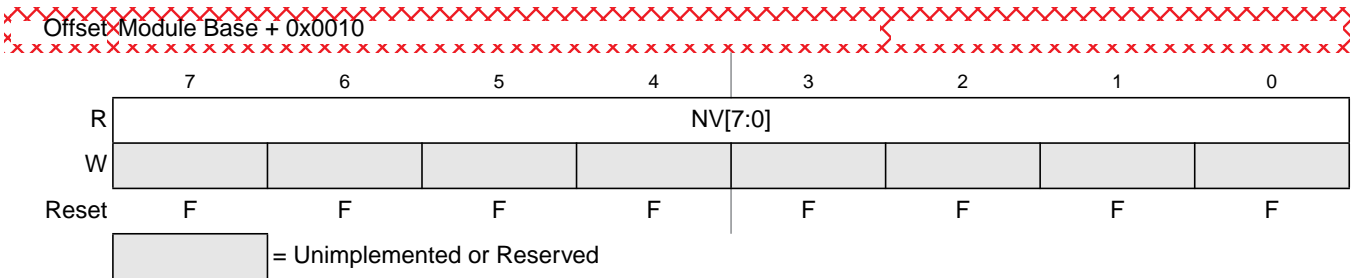 Offset Module Base + 0x0010
7 6 5 4 3 2 1 0
R NV[7:0]
W
Reset F F F F F F F F
= Unimplemented or Reserved